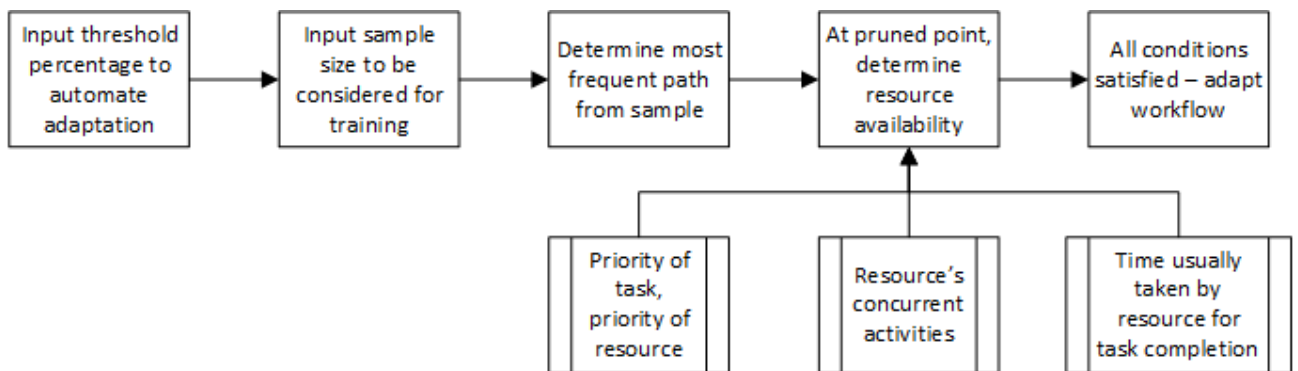 Input threshold
percentage to
automate
adaptation
Input sample
size to be
considered for
training
Determine most
frequent path
from sample
At pruned point,
determine
resource
availability
All conditions
satisfied – adapt
workflow
Priority of
task,
priority of
resource
Resource's
concurrent
activities
Time usually
taken by
resource for
task completion